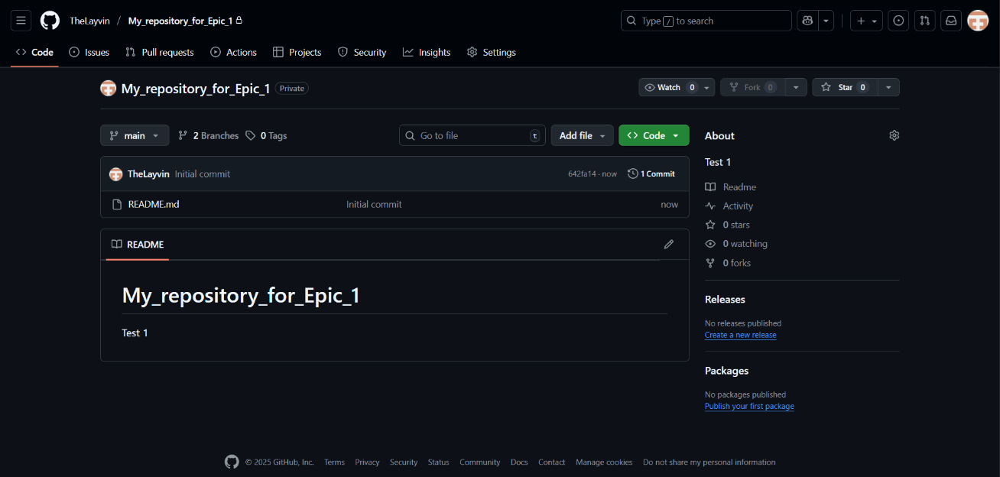 TheLayvin / My_repository_for_Epic_1 Type / to search
Code Issues Pull requests Actions Projects Security Insights Settings
My_repository_for_Epic_1 Private Watch 0 Fork 0 Star 0
main 2 Branches 0 Tags Go to file t Add file Code
TheLayvin Initial commit 642fa14 · now 1 Commit
README.md Initial commit now
README
My_repository_for_Epic_1
Test 1
About
Test 1
Readme
Activity
0 stars
0 watching
0 forks
Releases
No releases published
Create a new release
Packages
No packages published
Publish your first package
© 2025 GitHub, Inc. Terms Privacy Security Status Community Docs Contact Manage cookies Do not share my personal information